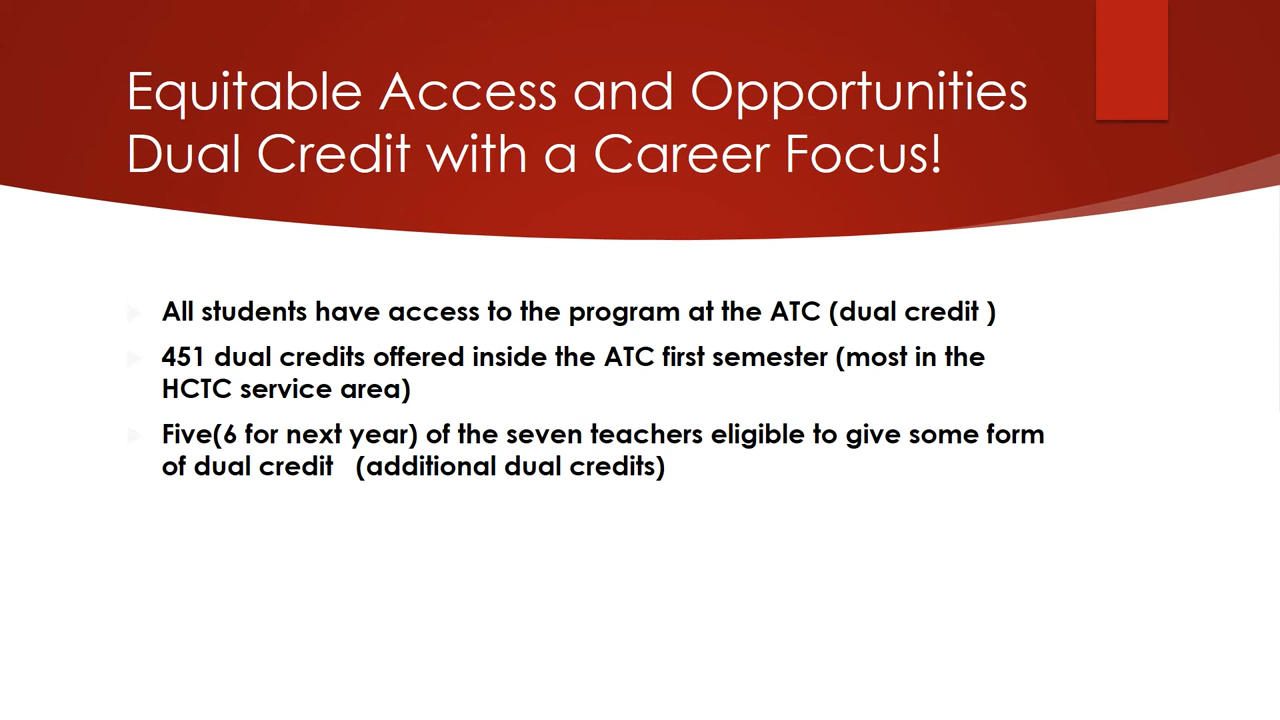 Equitable Access and Opportunities
Dual Credit with a Career Focus!
All students have access to the program at the ATC (dual credit )
451 dual credits offered inside the ATC first semester (most in the
HCTC service area)
Five(6 for next year) of the seven teachers eligible to give some form
of dual credit   (additional dual credits)